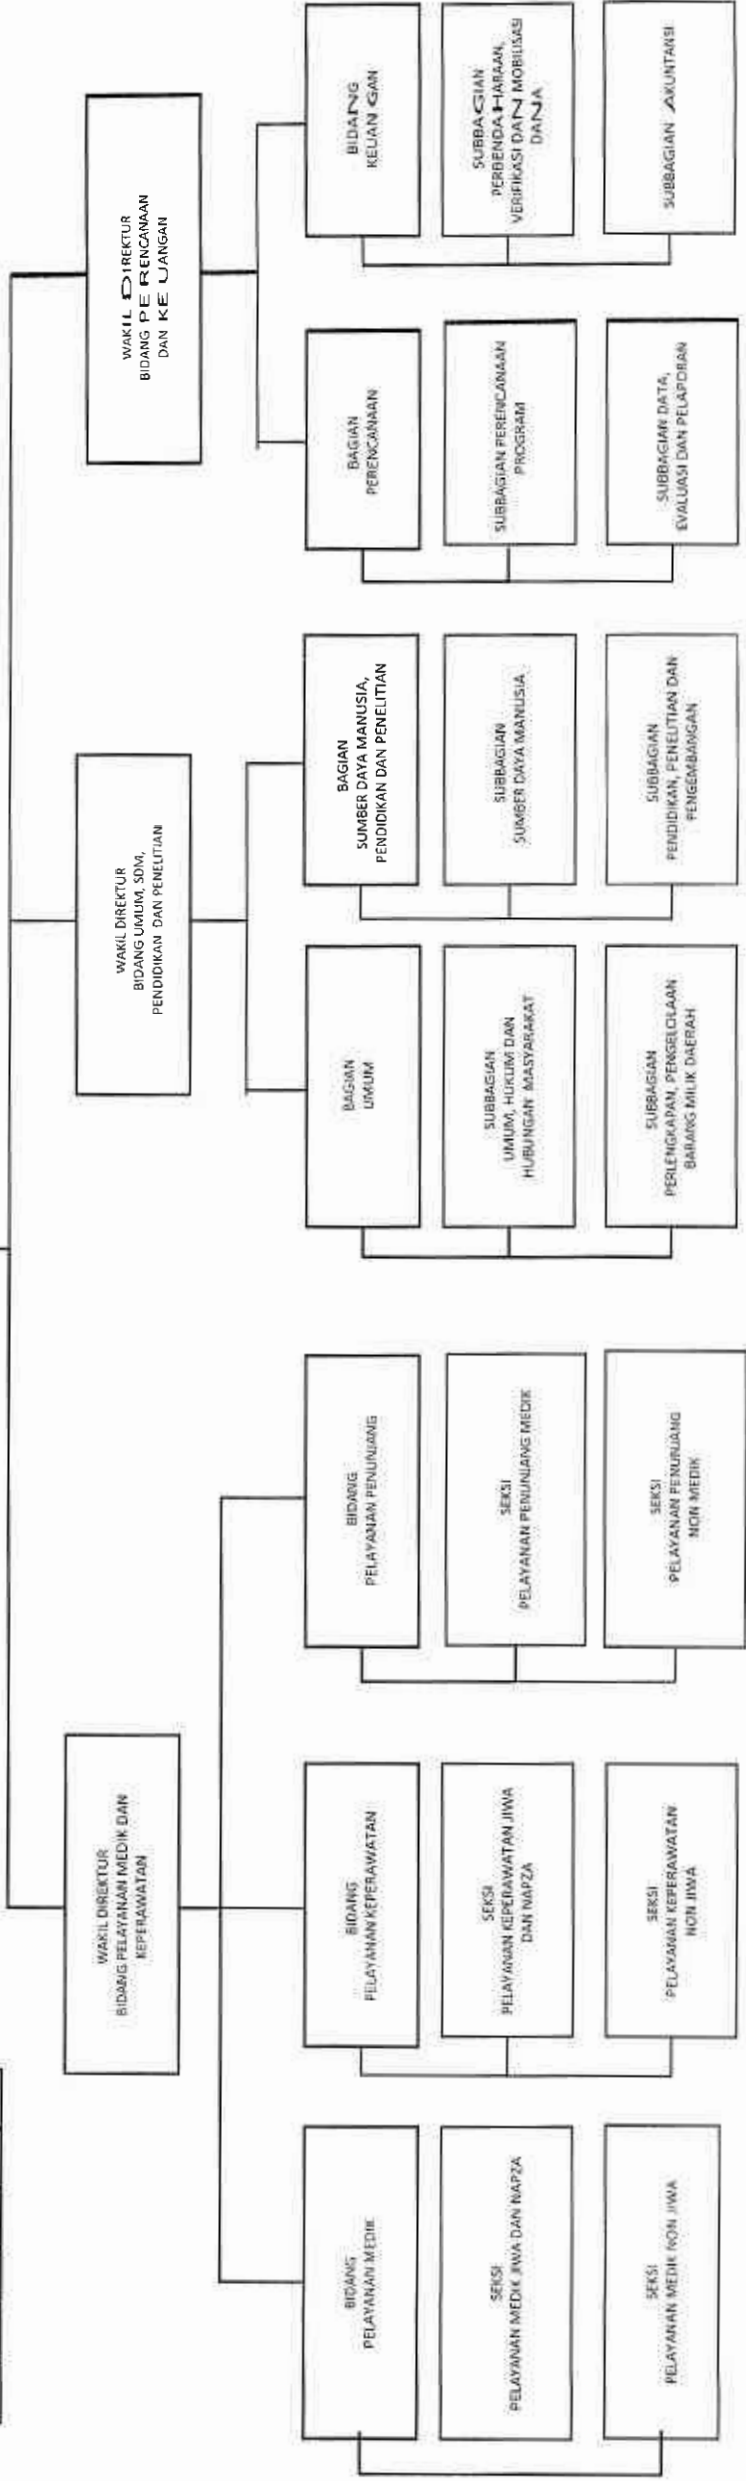 WAKIL DIREKTUR
BIDANG PELAYANAN MEDIK DAN
KEPERAWATAN
WAKIL DIREKTUR
BIDANG UMUM, SDM,
PENDIDIKAN DAN PENELITIAN
WAKIL DIREKTUR
BIDANG PERENCANAAN
DAN KEUANGAN
BIDANG
PELAYANAN MEDIK
BIDANG
PELAYANAN KEPERAWATAN
BIDANG
PELAYANAN PENUNJANG
BAGIAN
UMUM
BAGIAN
SUMBER DAYA MANUSIA,
PENDIDIKAN DAN PENELITIAN
BAGIAN
PERENCANAAN
BIDANG
KEUANGAN
SEKSI
PELAYANAN MEDIK JIWA DAN NAPZA
SEKSI
PELAYANAN KEPERAWATAN JIWA
DAN NAPZA
SEKSI
PELAYANAN PENUNJANG MEDIK
SUBBAGIAN
UMUM, HUKUM DAN
HUBUNGAN MASYARAKAT
SUBBAGIAN
SUMBER DAYA MANUSIA
SUBBAGIAN PERENCANAAN
PROGRAM
SUBBAGIAN
PERBENDAHARAAN,
VERIFIKASI DAN MOBILISASI
DANA
SEKSI
PELAYANAN MEDIK NON JIWA
SEKSI
PELAYANAN KEPERAWATAN
NON JIWA
SEKSI
PELAYANAN PENUNJANG
NON MEDIK
SUBBAGIAN
PERLENGKAPAN, PENGELOLAAN
BARANG MILIK DAERAH
SUBBAGIAN
PENDIDIKAN, PENELITIAN DAN
PENGEMBANGAN
SUBBAGIAN DATA,
EVALUASI DAN PELAPORAN
SUBBAGIAN AKUNTANSI